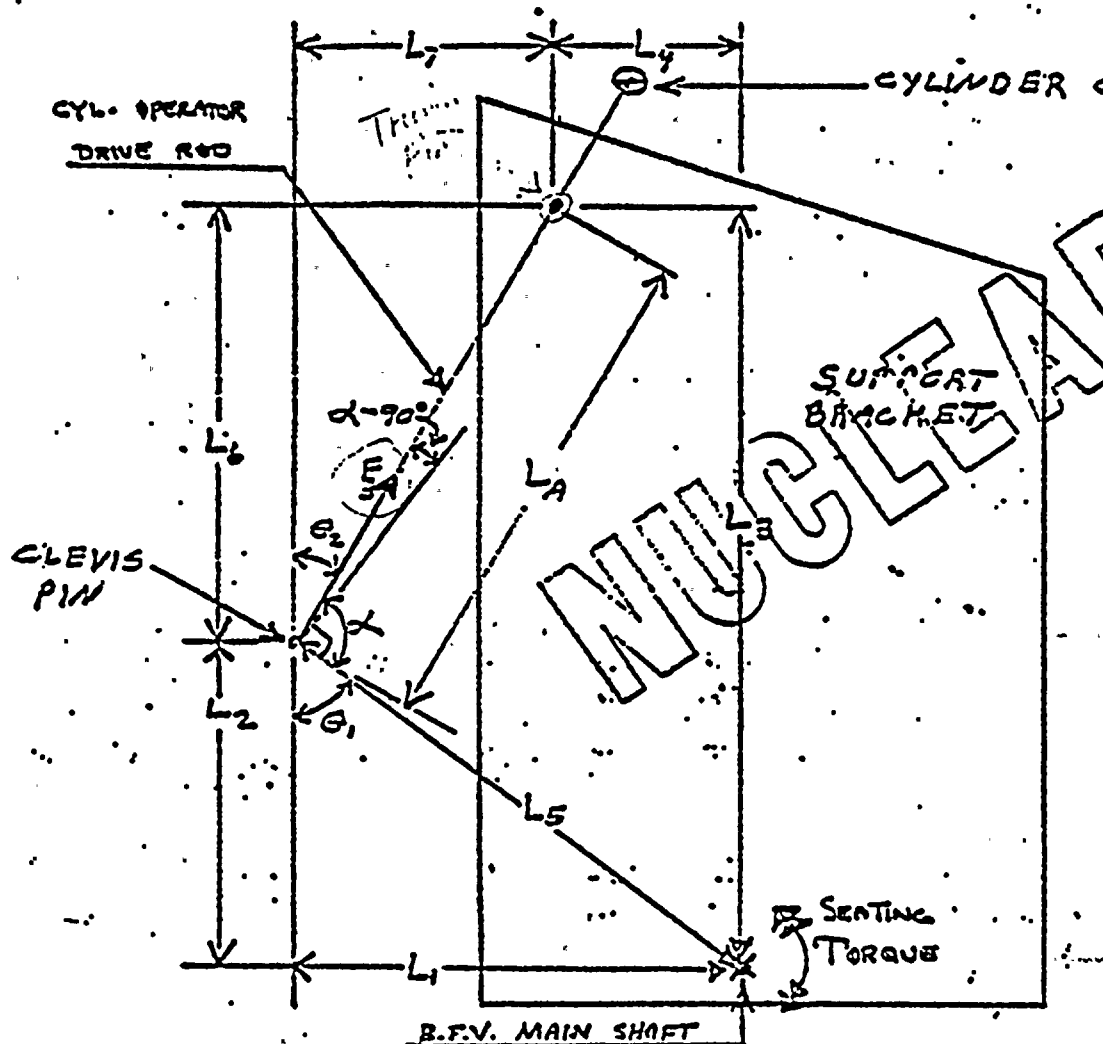 L7
L4
CYLINDER C
CYL. OPERATOR
DRIVE ROD
L6
α-90°
SUPPORT
BRACKET
LA
L3
NUCLEAR
θ2
CLEVIS
PIN
α
L2
θ1
L5
SEATING
TORQUE
L1
B.F.V. MAIN SHAFT